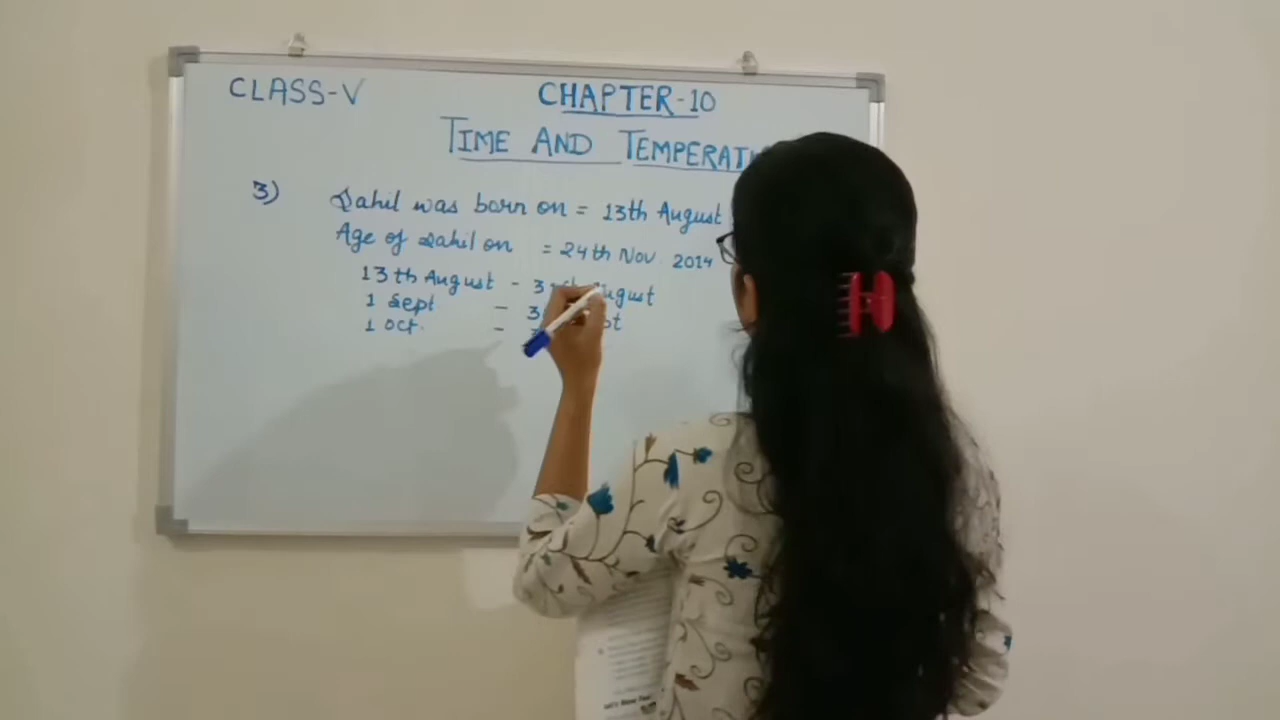 CLASS-V
CHAPTER-10
TIME AND
3) Sahil was born on = 13th August
Age of Sahil on = 24th Nov. 2014
13th August - August
1 Sept -
1 Oct. -